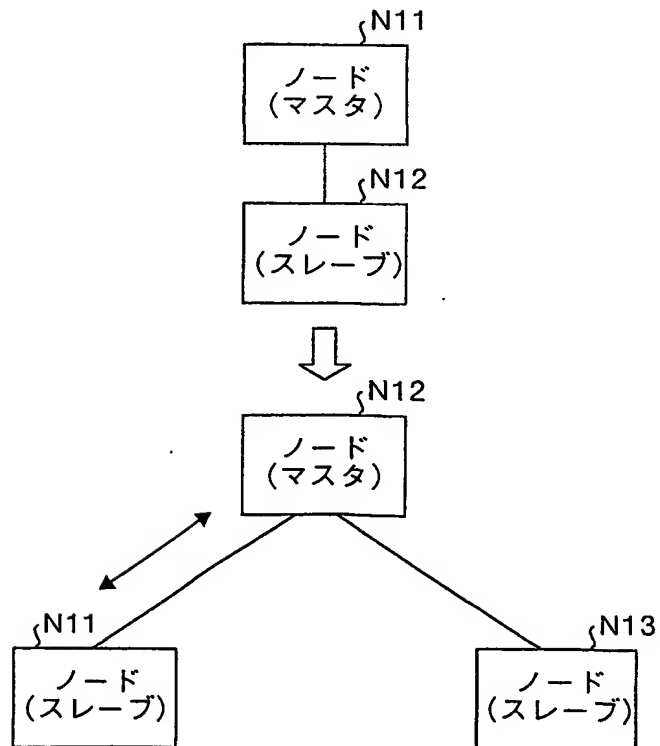 N11
ノード
(マスタ)
N12
ノード
(スレーブ)
N12
ノード
(マスタ)
N11
ノード
(スレーブ)
N13
ノード
(スレーブ)